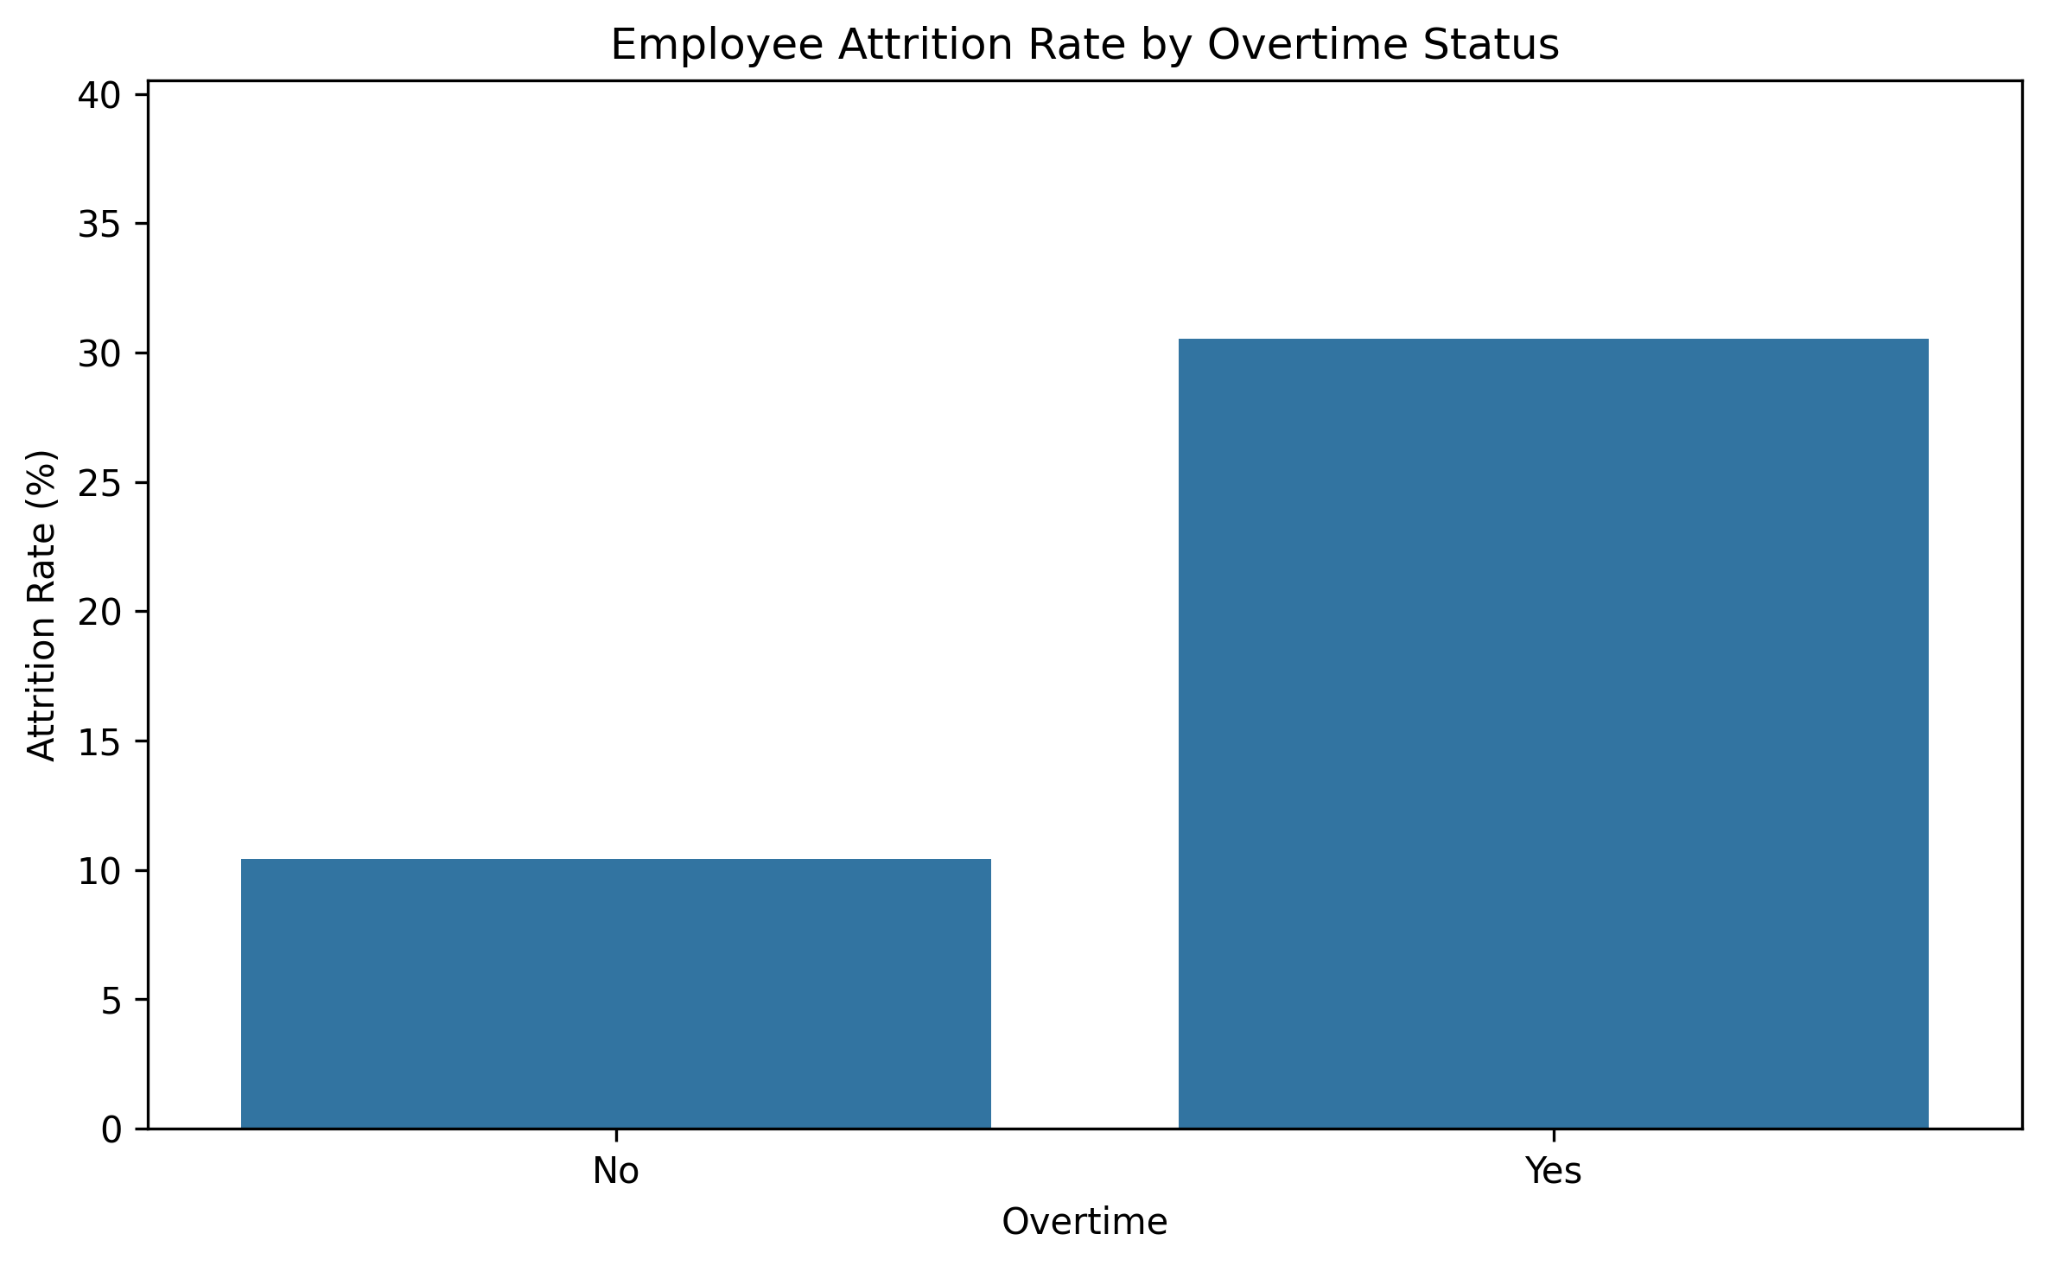 Employee Attrition Rate by Overtime Status
Attrition Rate (%)
40
35
30
25
20
15
10
5
0
No
Yes
Overtime